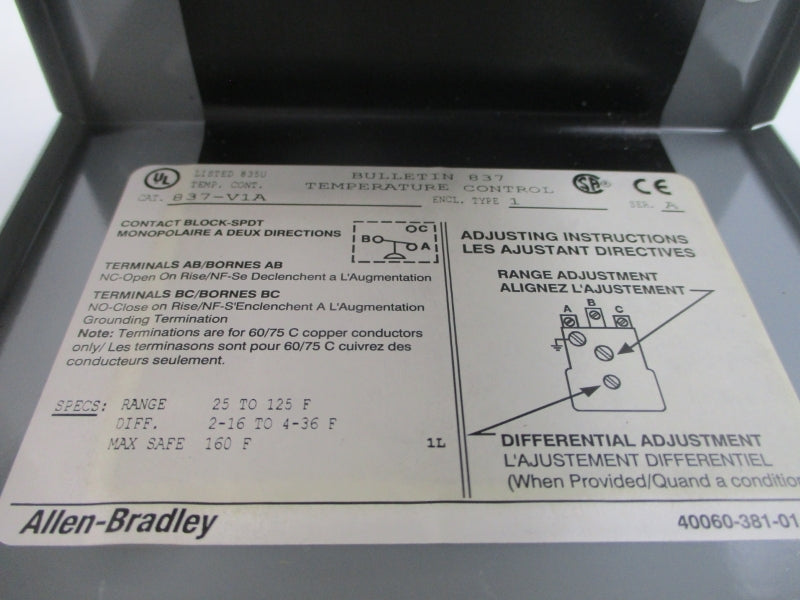 UL
LISTED 835U
TEMP. CONT.
BULLETIN 837
TEMPERATURE CONTROL
CAT. 837-V1A
ENCL. TYPE 1
SER. A
CE
CONTACT BLOCK-SPDT
MONOPOLAIRE A DEUX DIRECTIONS
C
B
A
TERMINALS AB/BORNES AB
NC-Open On Rise/NF-Se Declenchent a L'Augmentation
TERMINALS BC/BORNES BC
NO-Close on Rise/NF-S'Enclenchent A L'Augmentation
Grounding Termination
Note: Terminations are for 60/75 C copper conductors
only/ Les terminasons sont pour 60/75 C cuivrez des
conducteurs seulement.
SPECS: RANGE 25 TO 125 F
DIFF. 2-16 TO 4-36 F
MAX SAFE 160 F
1L
ADJUSTING INSTRUCTIONS
LES AJUSTANT DIRECTIVES
RANGE ADJUSTMENT
ALIGNEZ L'AJUSTEMENT
A B C
DIFFERENTIAL ADJUSTMENT
L'AJUSTEMENT DIFFERENTIEL
(When Provided/Quand a condition
Allen-Bradley
40060-381-01